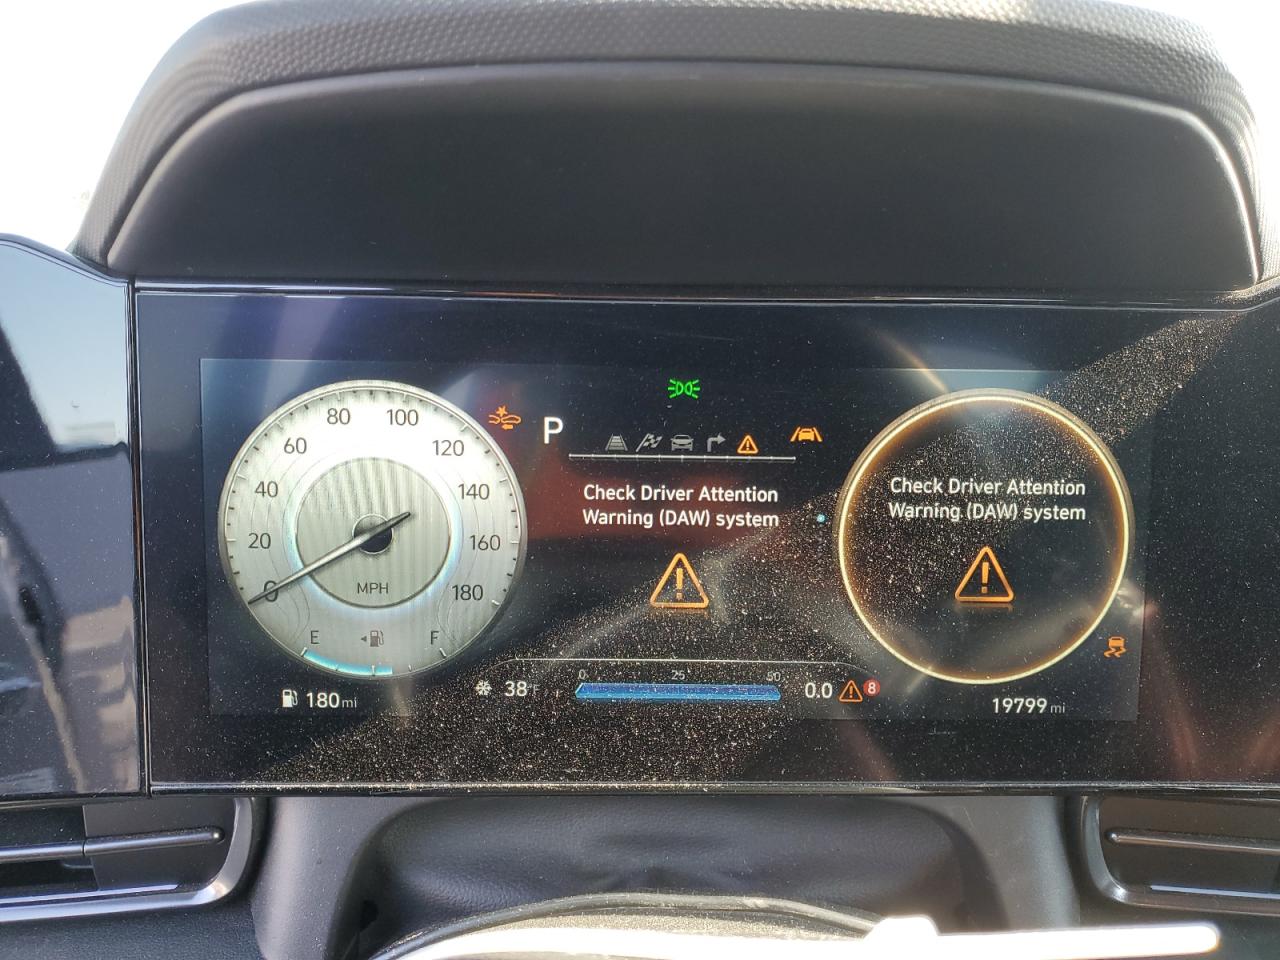 80
100
60
120
40
140
20
160
0
180
MPH
E
F
180mi
P
Check Driver Attention
Warning (DAW) system
Check Driver Attention
Warning (DAW) system
38°F
0
25
50
0.0
8
19799 mi